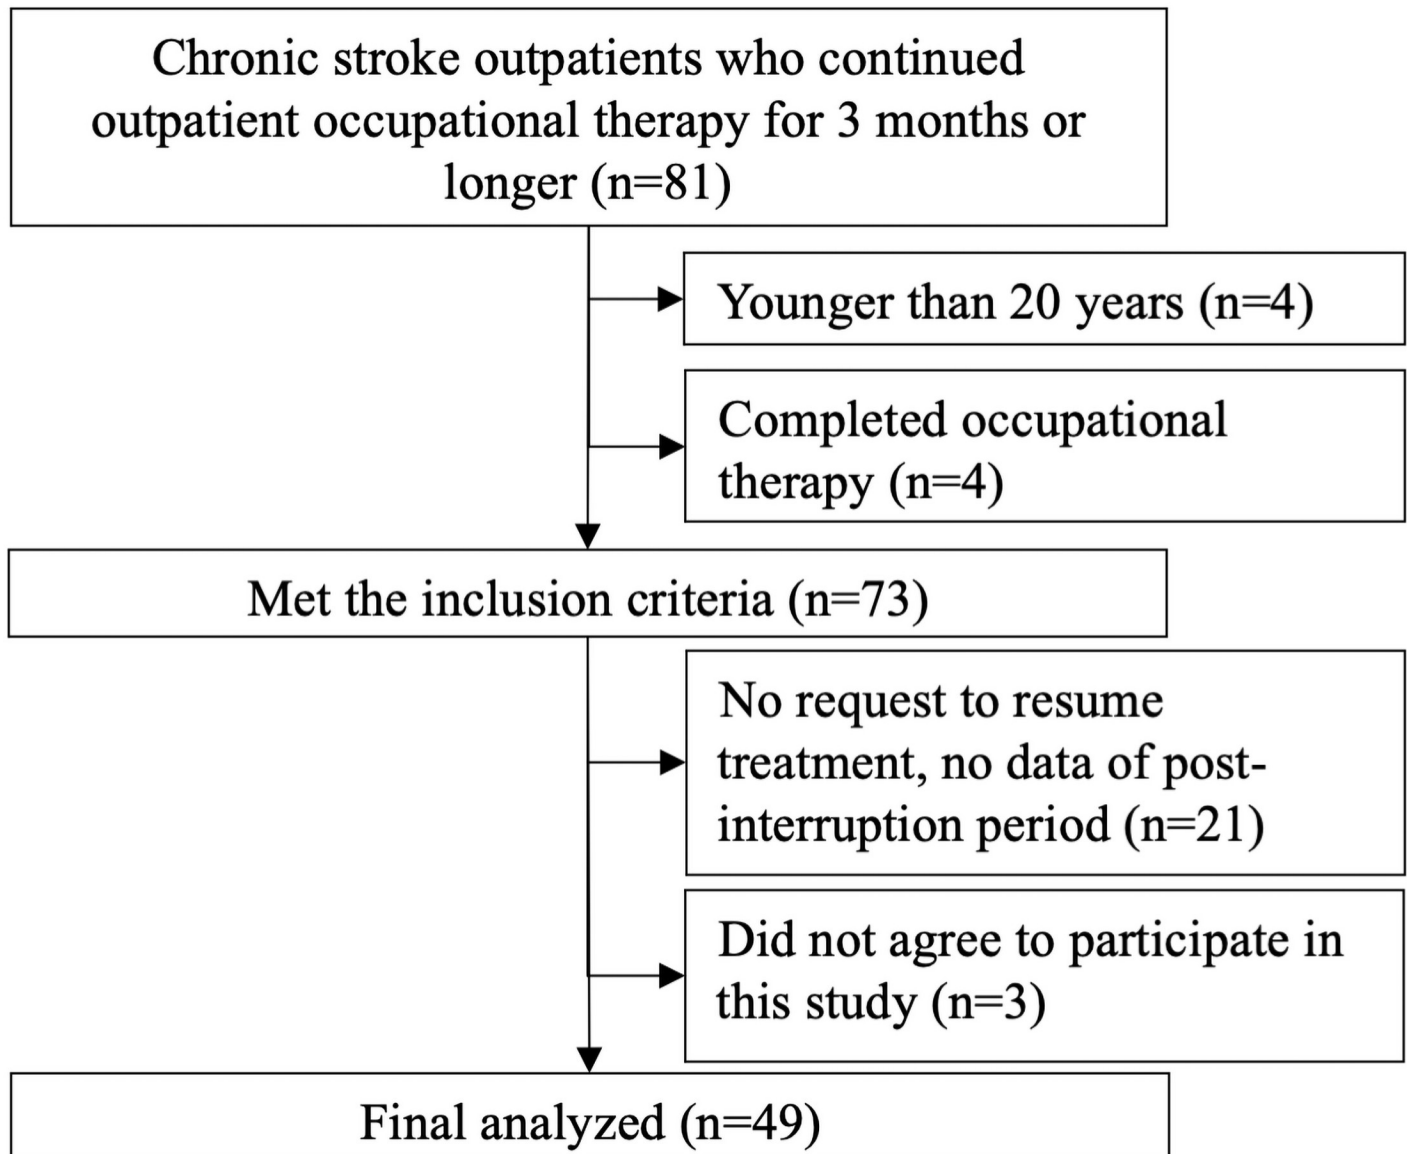 Chronic stroke outpatients who continued
outpatient occupational therapy for 3 months or
longer (n=81)
Younger than 20 years (n=4)
Completed occupational
therapy (n=4)
Met the inclusion criteria (n=73)
No request to resume
treatment, no data of post-
interruption period (n=21)
Did not agree to participate in
this study (n=3)
Final analyzed (n=49)